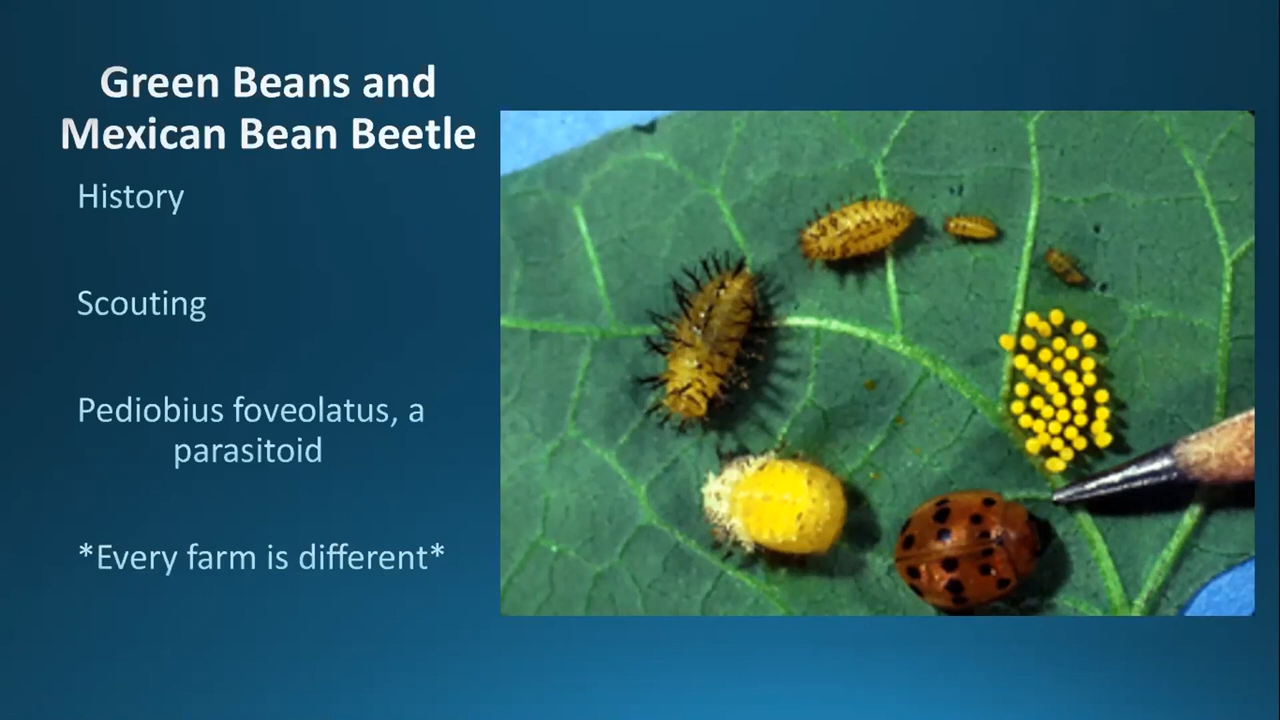 Green Beans and
Mexican Bean Beetle
History
Scouting
Pediobius foveolatus, a
parasitoid
*Every farm is different*